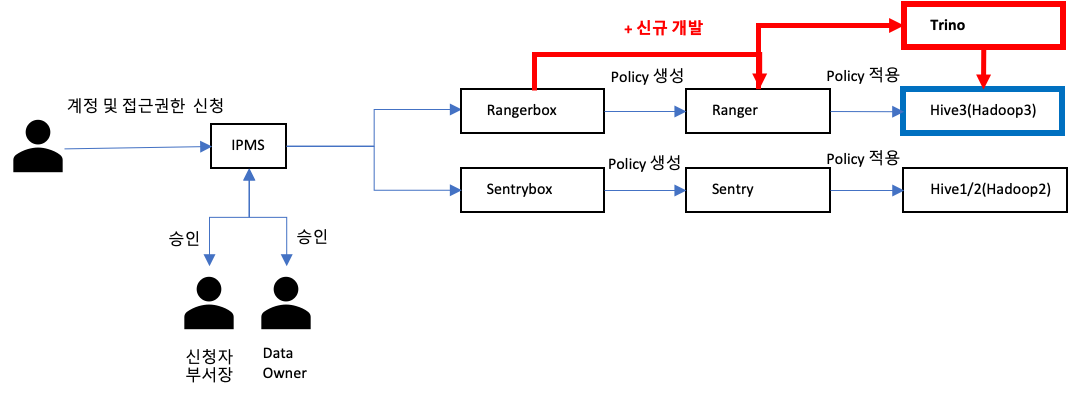 + 신규 개발
Trino
계정 및 접근권한 신청
Policy 생성
Policy 적용
Rangerbox
Ranger
Hive3(Hadoop3)
IPMS
Policy 생성
Policy 적용
Sentrybox
Sentry
Hive1/2(Hadoop2)
승인
승인
신청자
부서장
Data
Owner